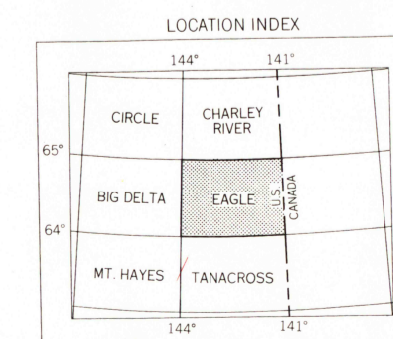 LOCATION INDEX
144° 141°
CIRCLE CHARLEY
RIVER
65°
BIG DELTA EAGLE U.S. CANADA
64°
MT. HAYES TANACROSS
144° 141°